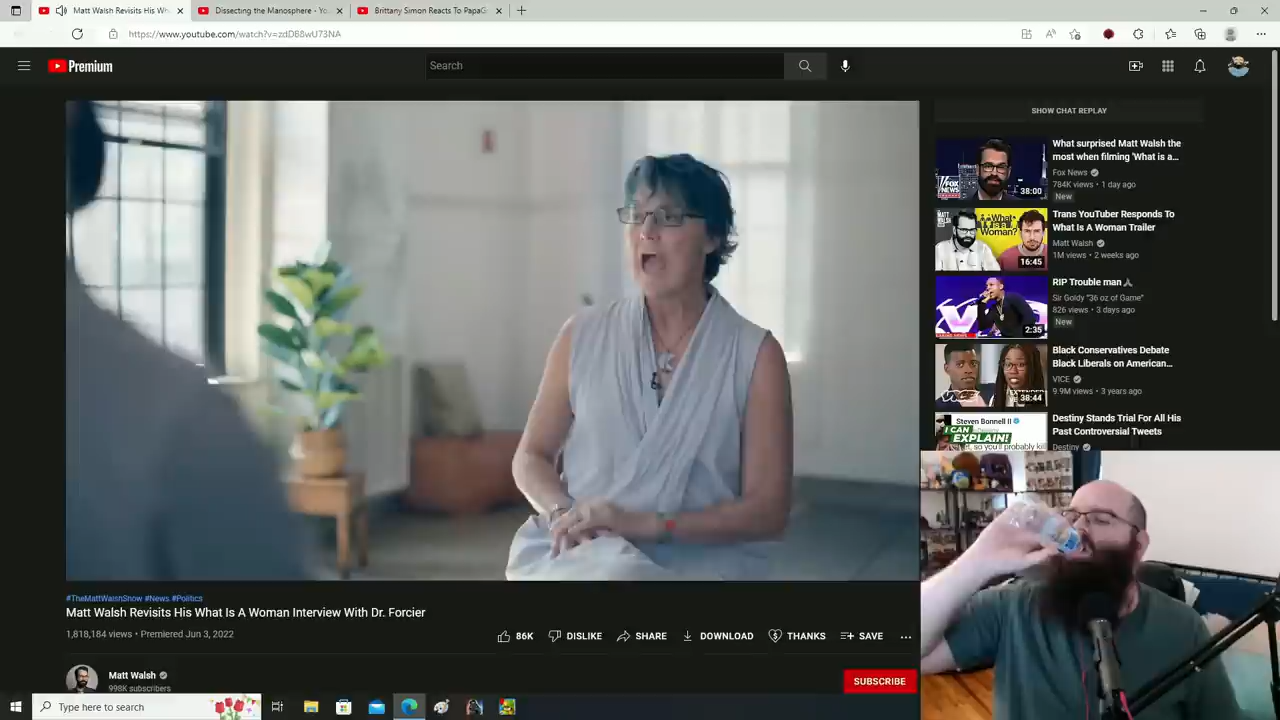 Matt Walsh Revisits His Wh
Dissecting the Manosphere - Yo
Brittany Simon Reacts To PapaG
https://www.youtube.com/watch?v=zdDB8wU73NA
Premium
Search
SHOW CHAT REPLAY
What surprised Matt Walsh the
most when filming 'What is a...
Fox News
784K views • 1 day ago
New
38:00
Trans YouTuber Responds To
What Is A Woman Trailer
Matt Walsh
1M views • 2 weeks ago
16:45
RIP Trouble man
Sir Goldy "36 oz of Game"
826 views • 3 days ago
New
2:35
Black Conservatives Debate
Black Liberals on American...
VICE
9.9M views • 3 years ago
38:44
Destiny Stands Trial For All His
Past Controversial Tweets
Destiny
Steven Bonnell II
I CAN
EXPLAIN!
#TheMattWalshShow #News #Politics
Matt Walsh Revisits His What Is A Woman Interview With Dr. Forcier
1,818,184 views • Premiered Jun 3, 2022
86K
DISLIKE
SHARE
DOWNLOAD
THANKS
SAVE
Matt Walsh
998K subscribers
SUBSCRIBE
Type here to search